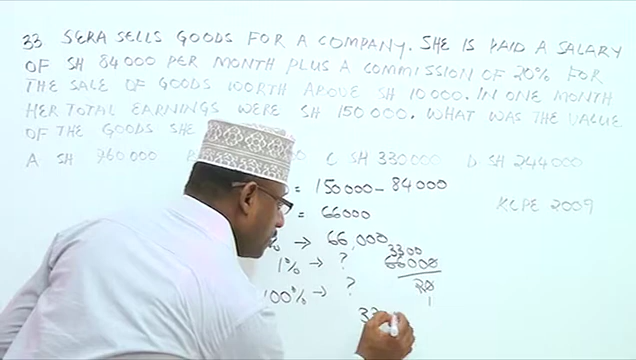 33 SERA SELLS GOODS FOR A COMPANY. SHE IS PAID A SALARY
OF SH 84000 PER MONTH PLUS A COMMISSION OF 20% FOR
THE SALE OF GOODS WORTH ABOVE SH 10000. IN ONE MONTH
HER TOTAL EARNINGS WERE SH 150000. WHAT WAS THE VALUE
OF THE GOODS SHE
A SH 960000 C SH 330000 D SH 244000
= 150000 - 84000
= 66000
KCPE 2009
% → 66,000
1% → ?
100% → ?
3300
66000
20
1
33